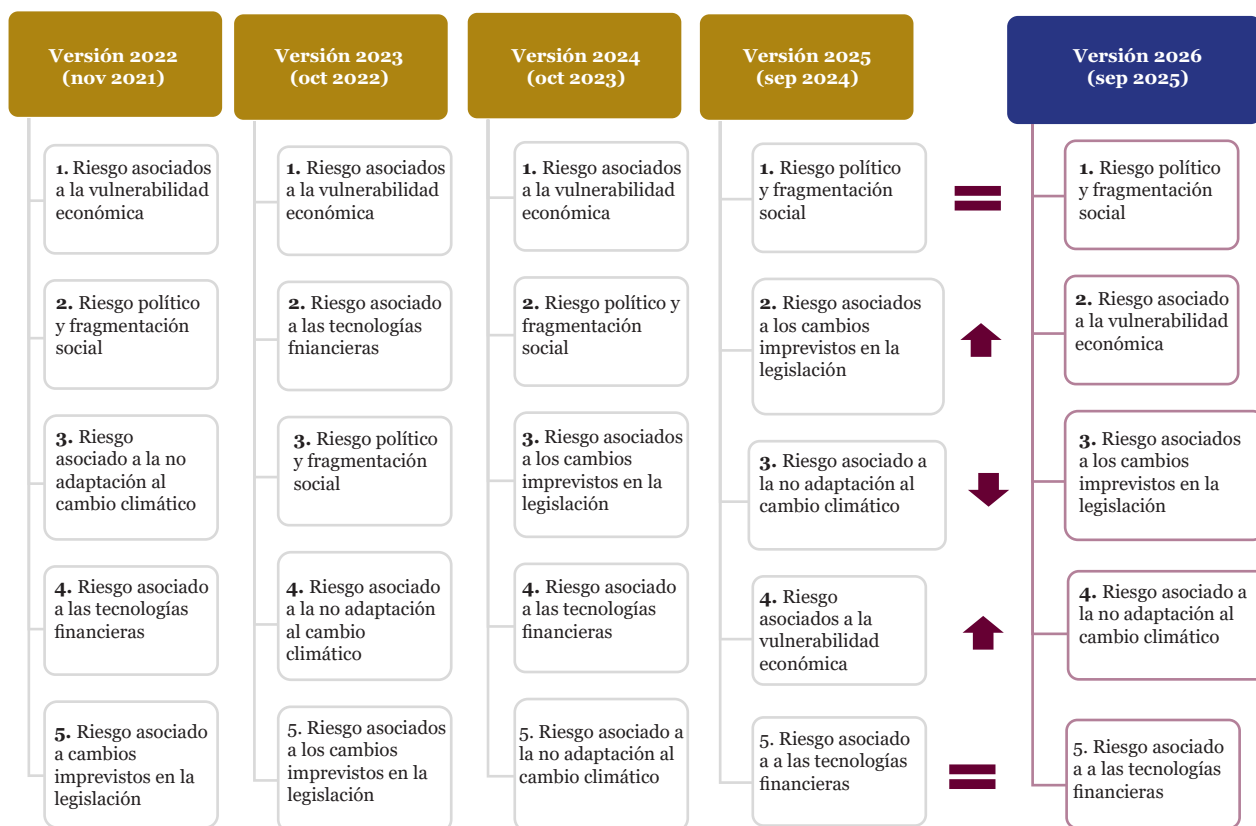 Versión 2022
(nov 2021)
1. Riesgo asociados
a la vulnerabilidad
económica
2. Riesgo político
y fragmentación
social
3. Riesgo
asociado a la no
adaptación al
cambio climático
4. Riesgo asociado
a las tecnologías
financieras
5. Riesgo asociado
a cambios
imprevistos en la
legislación
Versión 2023
(oct 2022)
1. Riesgo asociados
a la vulnerabilidad
económica
2. Riesgo asociado
a las tecnologías
fniancieras
3. Riesgo político
y fragmentación
social
4. Riesgo asociado
a la no adaptación
al cambio
climático
5. Riesgo asociados
a los cambios
imprevistos en la
legislación
Versión 2024
(oct 2023)
1. Riesgo asociados
a la vulnerabilidad
económica
2. Riesgo político y
fragmentación
social
3. Riesgo asociados
a los cambios
imprevistos en la
legislación
4. Riesgo asociado
a las tecnologías
financieras
5. Riesgo asociado a
la no adaptación al
cambio climático
Versión 2025
(sep 2024)
1. Riesgo político
y fragmentación
social
2. Riesgo asociados
a los cambios
imprevistos en la
legislación
3. Riesgo asociado a
la no adaptación al
cambio climático
4. Riesgo
asociados a la
vulnerabilidad
económica
5. Riesgo asociado
a a las tecnologías
financieras
Versión 2026
(sep 2025)
1. Riesgo político
y fragmentación
social
2. Riesgo asociado
a la vulnerabilidad
económica
3. Riesgo asociados
a los cambios
imprevistos en la
legislación
4. Riesgo asociado a
la no adaptación al
cambio climático
5. Riesgo asociado
a a las tecnologías
financieras